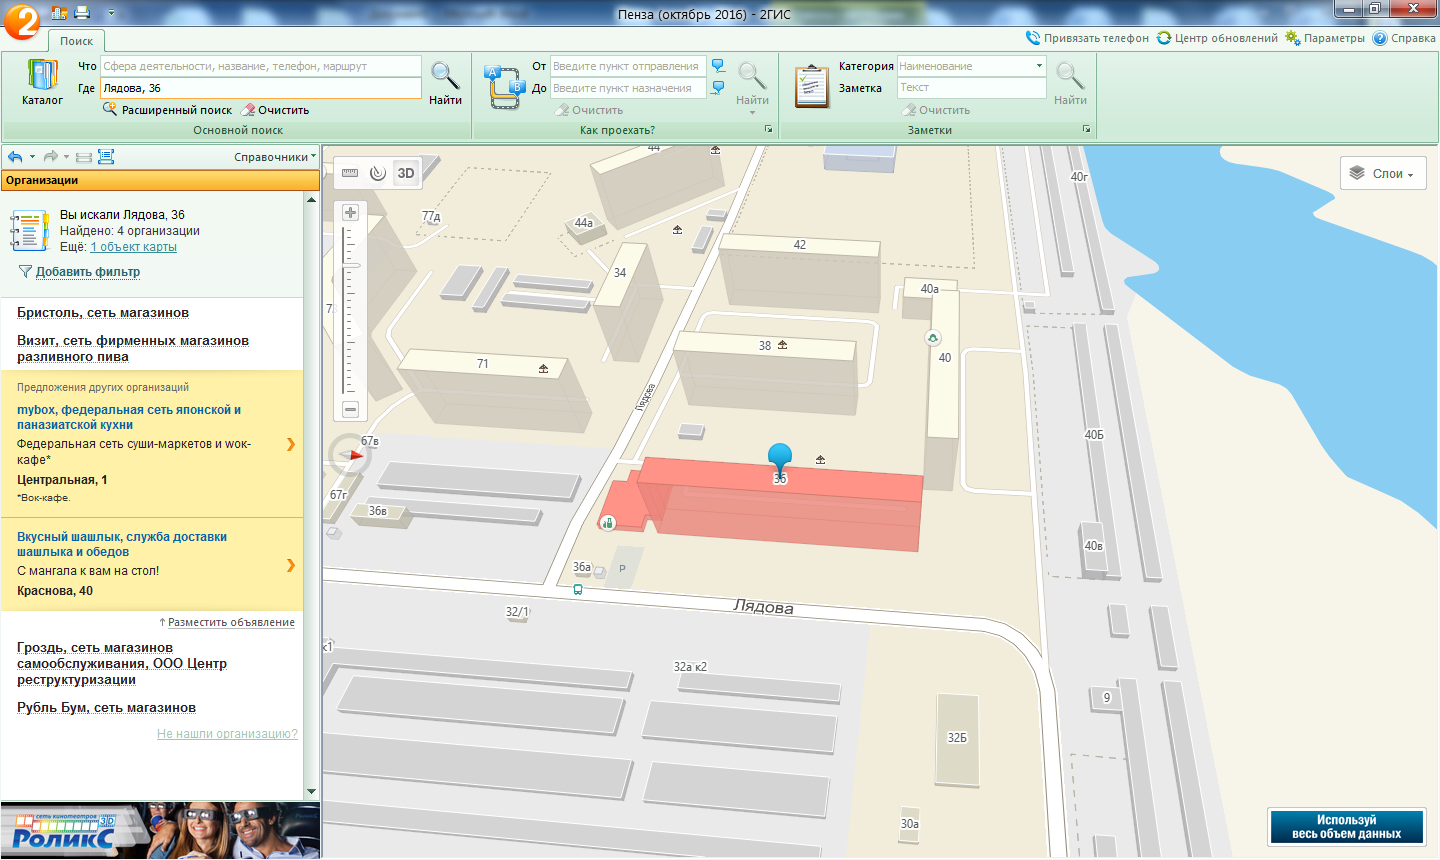 2
Пенза (октябрь 2016) - 2ГИС
Поиск
Привязать телефон
Центр обновлений
Параметры
Справка
Каталог
Что
Сфера деятельности, название, телефон, маршрут
Где
Лядова, 36
Расширенный поиск
Очистить
Найти
Основной поиск
От
Введите пункт отправления
До
Введите пункт назначения
Очистить
Найти
Как проехать?
Категория
Наименование
Заметка
Текст
Очистить
Найти
Заметки
Справочники
Организации
Вы искали Лядова, 36
Найдено: 4 организации
Ещё: 1 объект карты
Добавить фильтр
Бристоль, сеть магазинов
Визит, сеть фирменных магазинов
разливного пива
Предложения других организаций
mybox, федеральная сеть японской и
паназиатской кухни
Федеральная сеть суши-маркетов и wok-
кафе*
Центральная, 1
*Вок-кафе.
Вкусный шашлык, служба доставки
шашлыка и обедов
С мангала к вам на стол!
Краснова, 40
Разместить объявление
Гроздь, сеть магазинов
самообслуживания, ООО Центр
реструктуризации
Рубль Бум, сеть магазинов
Не нашли организацию?
сеть кинотеатров
3D
РоликС
3D
Слои
44
40г
77д
44а
42
34
40а
38
40
71
Лядова
67в
40Б
36
67г
36в
40в
36а
P
Лядова
32/1
к1
32а к2
9
32Б
30а
Используй
весь объем данных